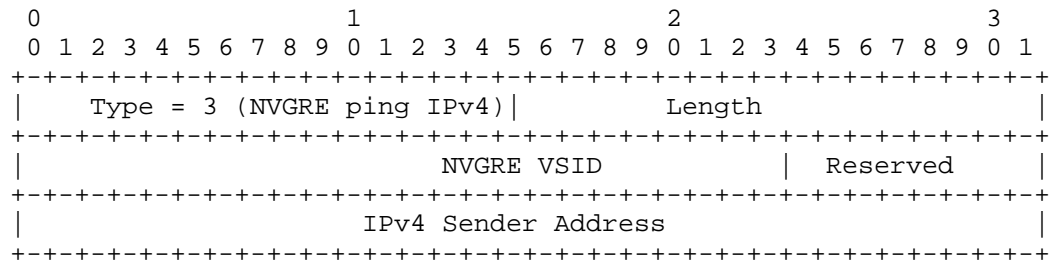 0                   1                   2                   3
 0 1 2 3 4 5 6 7 8 9 0 1 2 3 4 5 6 7 8 9 0 1 2 3 4 5 6 7 8 9 0 1
+-+-+-+-+-+-+-+-+-+-+-+-+-+-+-+-+-+-+-+-+-+-+-+-+-+-+-+-+-+-+-+-+
|    Type = 3 (NVGRE ping IPv4)|         Length                 |
+-+-+-+-+-+-+-+-+-+-+-+-+-+-+-+-+-+-+-+-+-+-+-+-+-+-+-+-+-+-+-+-+
|                          NVGRE VSID           |  Reserved     |
+-+-+-+-+-+-+-+-+-+-+-+-+-+-+-+-+-+-+-+-+-+-+-+-+-+-+-+-+-+-+-+-+
|                     IPv4 Sender Address                       |
+-+-+-+-+-+-+-+-+-+-+-+-+-+-+-+-+-+-+-+-+-+-+-+-+-+-+-+-+-+-+-+-+